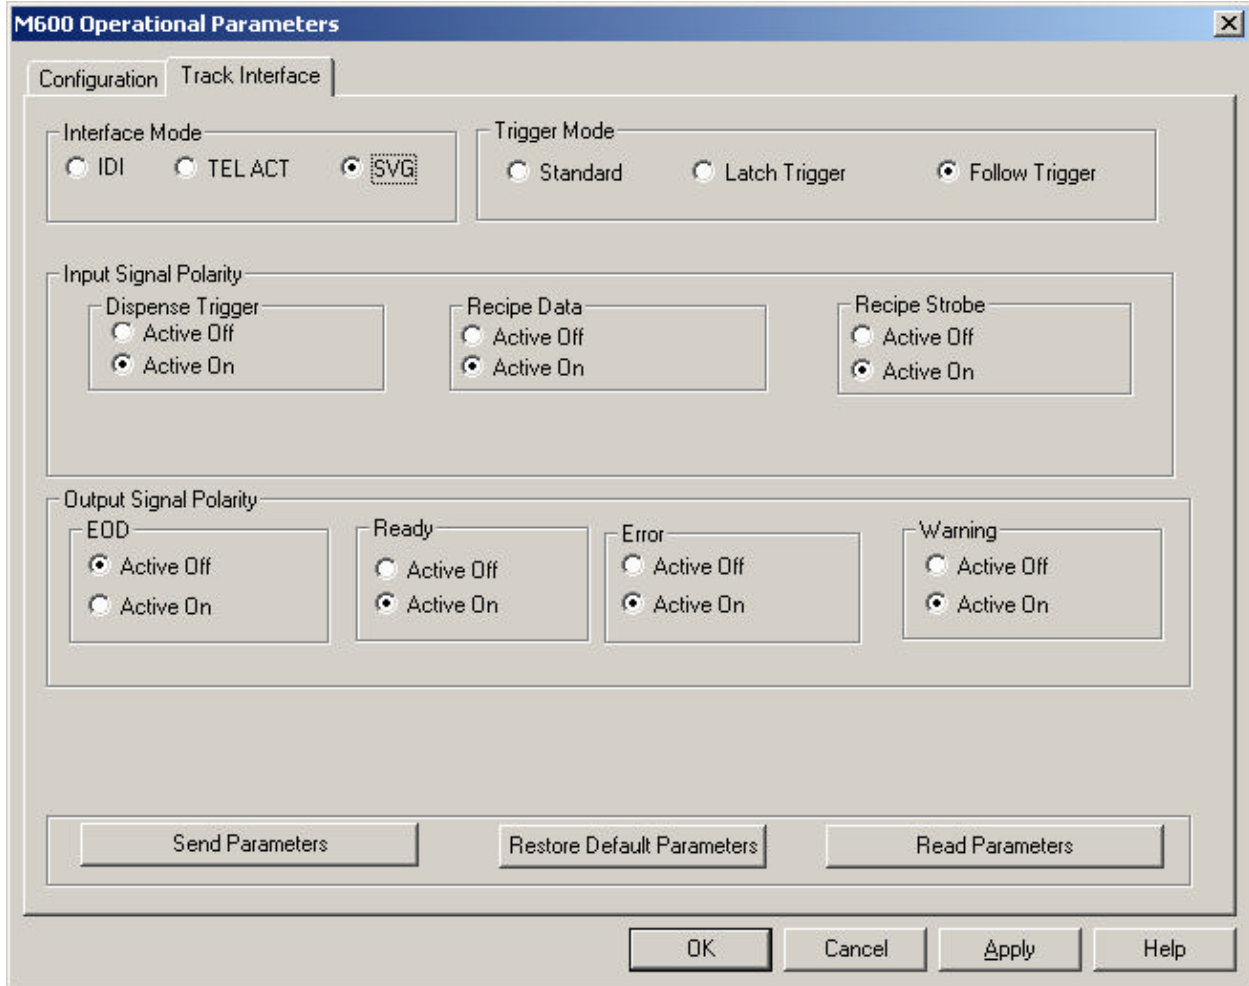 M600 Operational Parameters
Configuration Track Interface
Interface Mode Trigger Mode
IDI TEL ACT SVG Standard Latch Trigger Follow Trigger
Input Signal Polarity
Dispense Trigger Recipe Data Recipe Strobe
Active Off Active Off Active Off
Active On Active On Active On
Output Signal Polarity
EOD Ready Error Warning
Active Off Active Off Active Off Active Off
Active On Active On Active On Active On
Send Parameters Restore Default Parameters Read Parameters
OK Cancel Apply Help